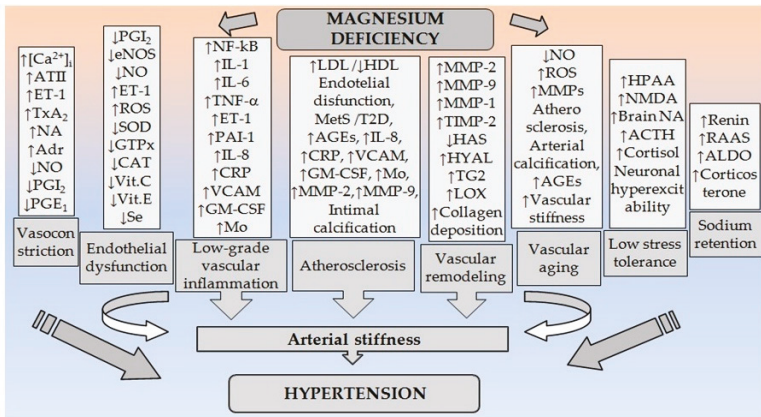 MAGNESIUM
DEFICIENCY
↑[Ca²⁺]i
↑ATII
↑ET-1
↑TxA₂
↑NA
↑Adr
↓NO
↓PGI₂
↓PGE₁
Vasocon
striction
↓PGI₂
↓eNOS
↓NO
↑ET-1
↑ROS
↓SOD
↓GTPx
↓CAT
↓Vit.C
↓Vit.E
↓Se
Endothelial
dysfunction
↑NF-kB
↑IL-1
↑IL-6
↑TNF-α
↑ET-1
↑PAI-1
↑IL-8
↑CRP
↑VCAM
↑GM-CSF
↑Mo
Low-grade
vascular
inflammation
↑LDL /↓HDL
Endotelial
disfunction,
MetS /T2D,
↑AGEs, ↑IL-8,
↑CRP, ↑VCAM,
↑GM-CSF, ↑Mo,
↑MMP-2,↑MMP-9,
Intimal
calcification
Atherosclerosis
↑MMP-2
↑MMP-9
↑MMP-1
↑TIMP-2
↓HAS
↑HYAL
↑TG2
↑LOX
↑Collagen
deposition
Vascular
remodeling
↓NO
↑ROS
↑MMPs
Athero
sclerosis,
Arterial
calcification,
↑AGEs
↑Vascular
stiffness
Vascular
aging
↑HPAA
↑NMDA
↑Brain NA
↑ACTH
↑Cortisol
Neuronal
hyperexcit
ability
Low stress
tolerance
↑Renin
↑RAAS
↑ALDO
↑Corticos
terone
Sodium
retention
Arterial stiffness
HYPERTENSION